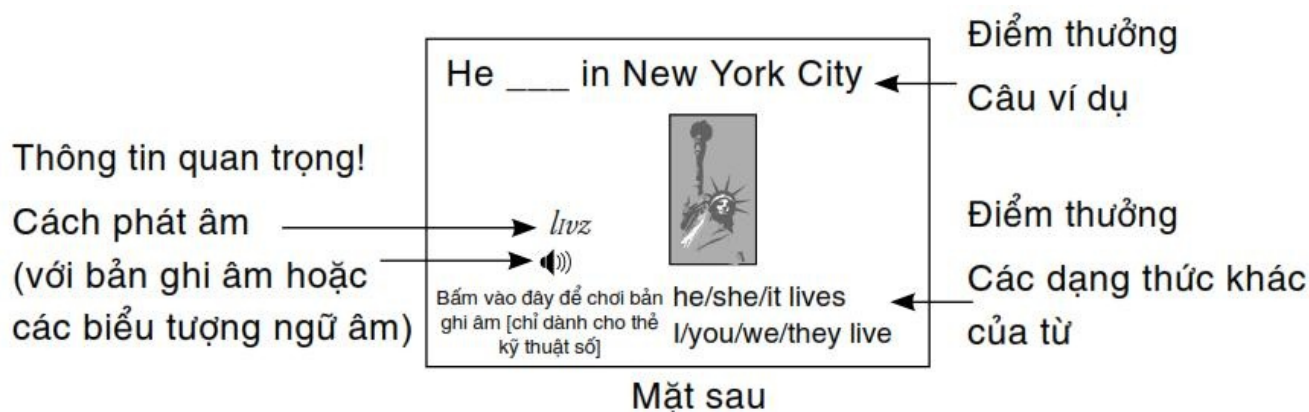 Điểm thưởng
Câu ví dụ
He ___ in New York City
Thông tin quan trọng!
Cách phát âm
(với bản ghi âm hoặc
các biểu tượng ngữ âm)
lɪvz
Bấm vào đây để chơi bản
ghi âm [chỉ dành cho thẻ
kỹ thuật số]
he/she/it lives
I/you/we/they live
Điểm thưởng
Các dạng thức khác
của từ
Mặt sau